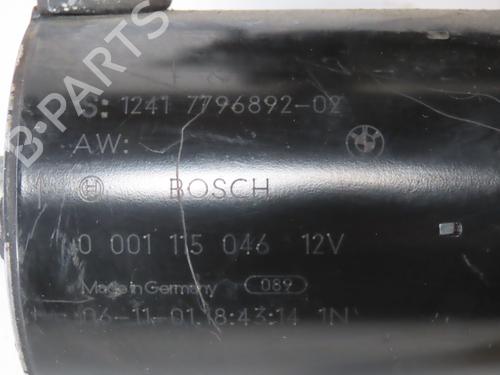 B-PARTS
S: 1241 7796892-02
AW:
BOSCH
0 001 115 046 12V
Made in Germany 089
06-11-01 18:43:14 1N